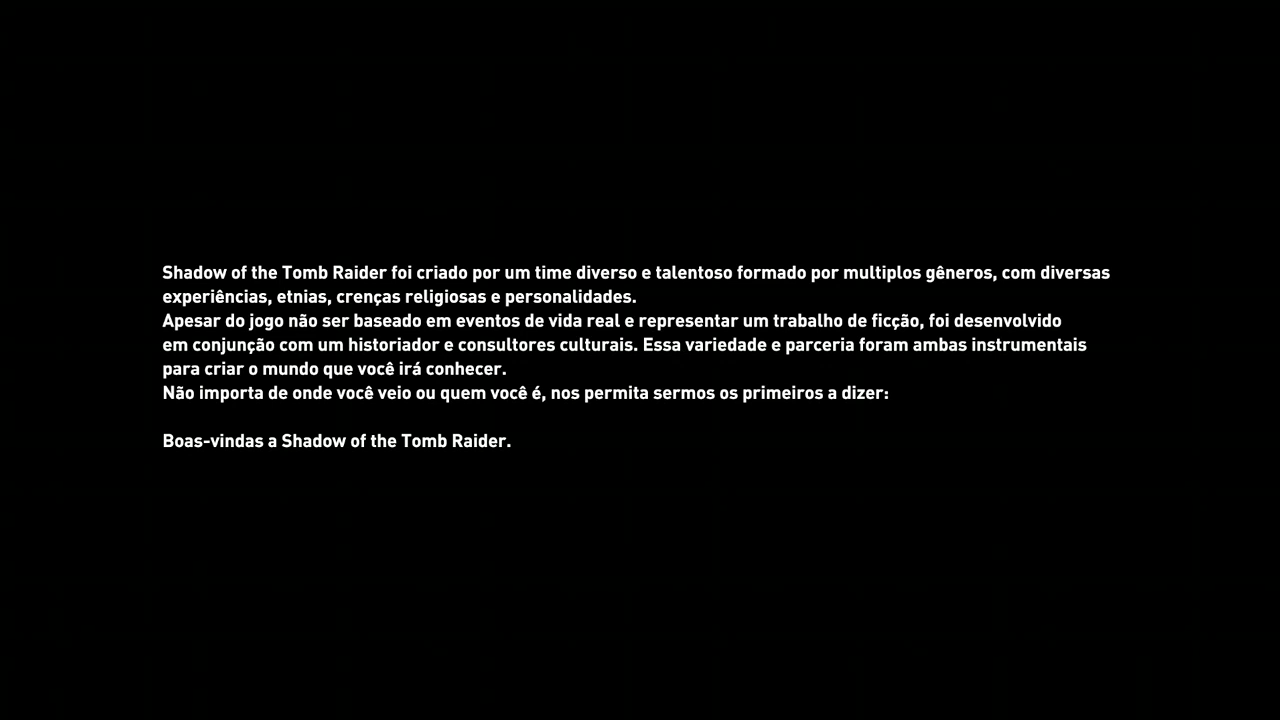 Shadow of the Tomb Raider foi criado por um time diverso e talentoso formado por multiplos gêneros, com diversas
experiências, etnias, crenças religiosas e personalidades.
Apesar do jogo não ser baseado em eventos de vida real e representar um trabalho de ficção, foi desenvolvido
em conjunção com um historiador e consultores culturais. Essa variedade e parceria foram ambas instrumentais
para criar o mundo que você irá conhecer.
Não importa de onde você veio ou quem você é, nos permita sermos os primeiros a dizer:
Boas-vindas a Shadow of the Tomb Raider.